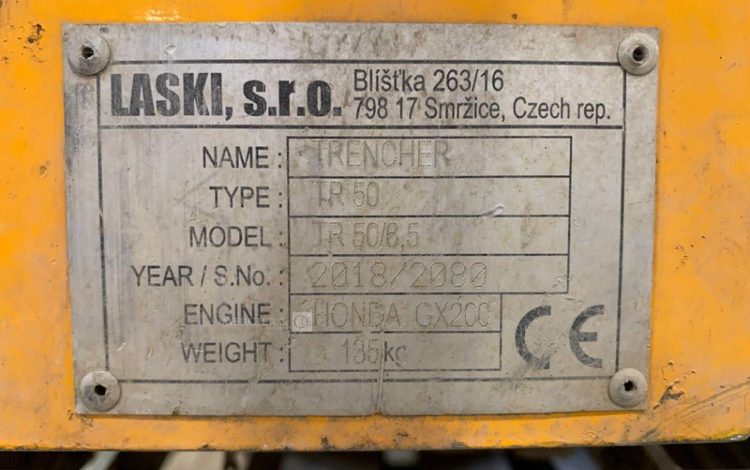 LASKI, s.r.o.
Blíšťka 263/16
798 17 Smržice, Czech rep.
NAME : TRENCHER
TYPE : TR 50
MODEL : TR 50/6,5
YEAR / S.No. : 2018/2080
ENGINE : HONDA GX200
WEIGHT : 135 kg
CE